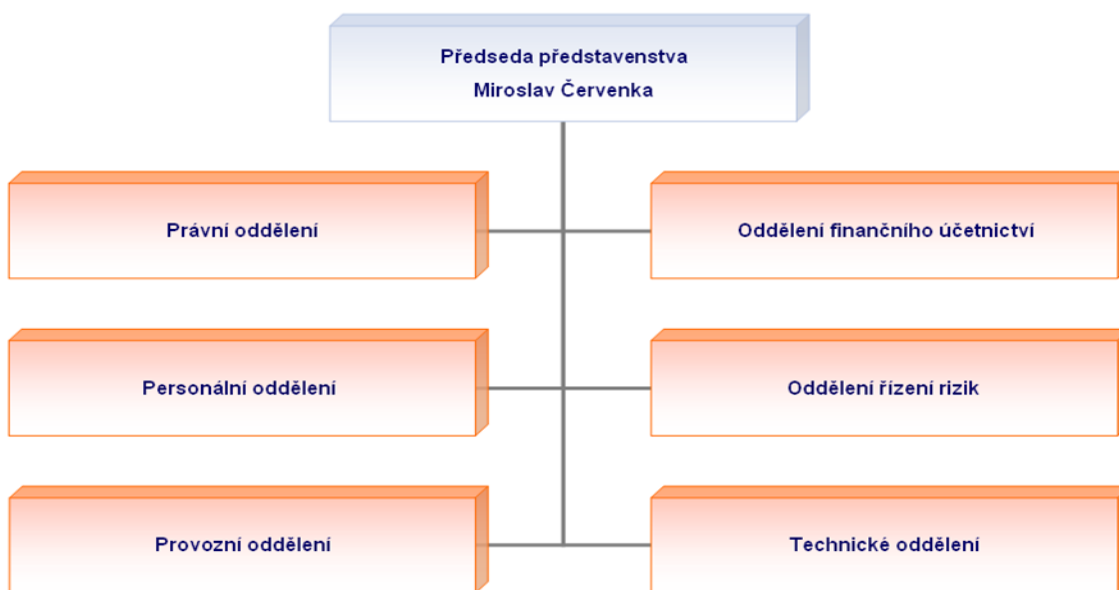 Předseda představenstva
Miroslav Červenka
Právní oddělení
Oddělení finančního účetnictví
Personální oddělení
Oddělení řízení rizik
Provozní oddělení
Technické oddělení